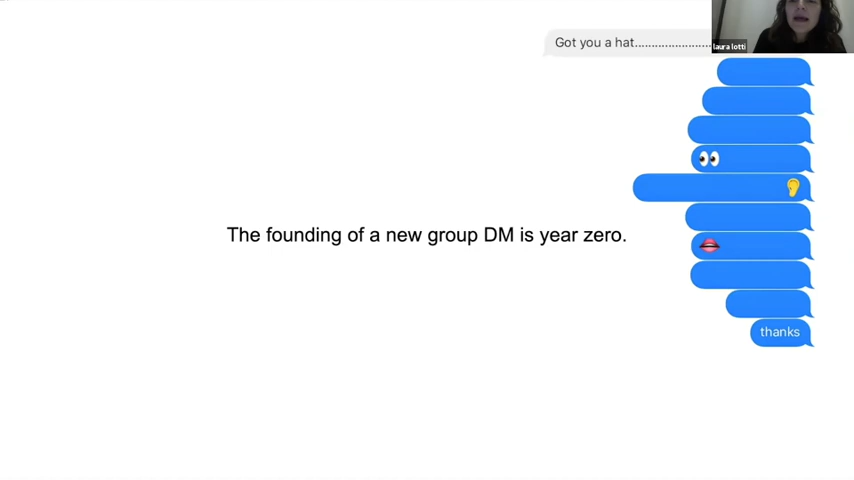 Got you a hat.......................
laura lotti
The founding of a new group DM is year zero.
thanks